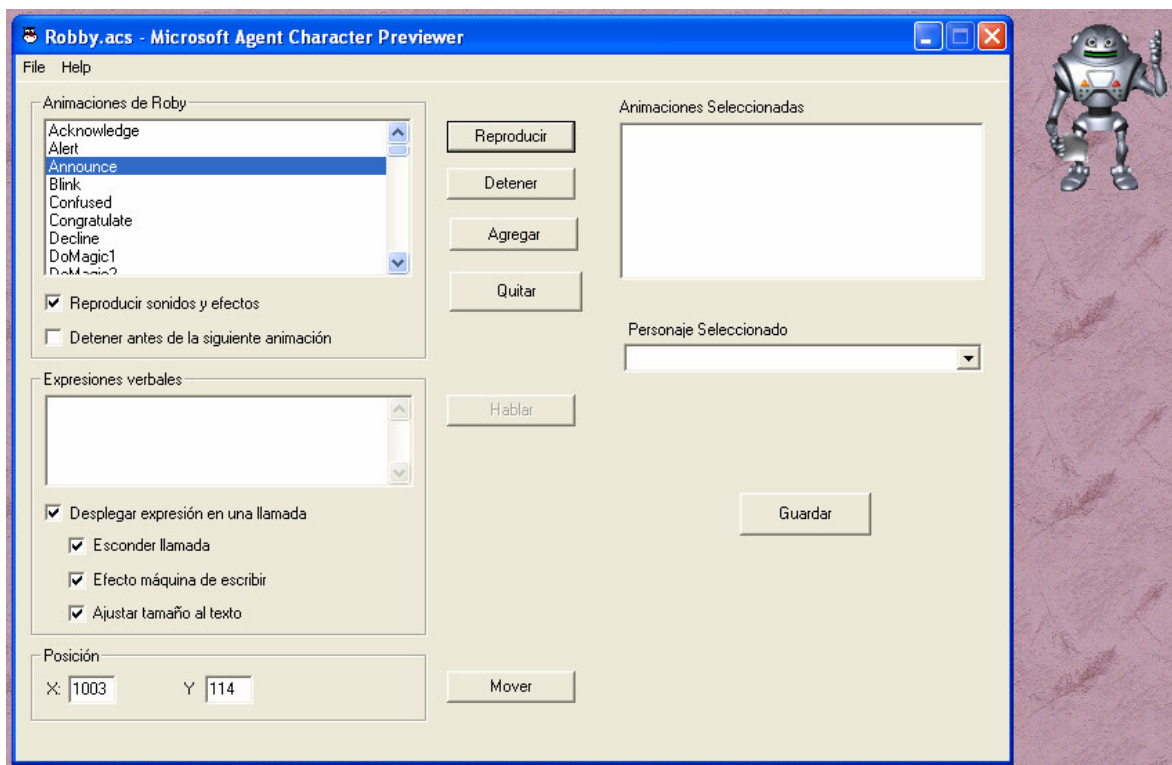 Robby.acs - Microsoft Agent Character Previewer
File Help
Animaciones de Roby
Acknowledge
Alert
Announce
Blink
Confused
Congratulate
Decline
DoMagic1
DoMagic2
Reproducir sonidos y efectos
Detener antes de la siguiente animación
Reproducir
Detener
Agregar
Quitar
Animaciones Seleccionadas
Personaje Seleccionado
Expresiones verbales
Hablar
Desplegar expresión en una llamada
Esconder llamada
Efecto máquina de escribir
Ajustar tamaño al texto
Guardar
Posición
X: 1003 Y 114
Mover